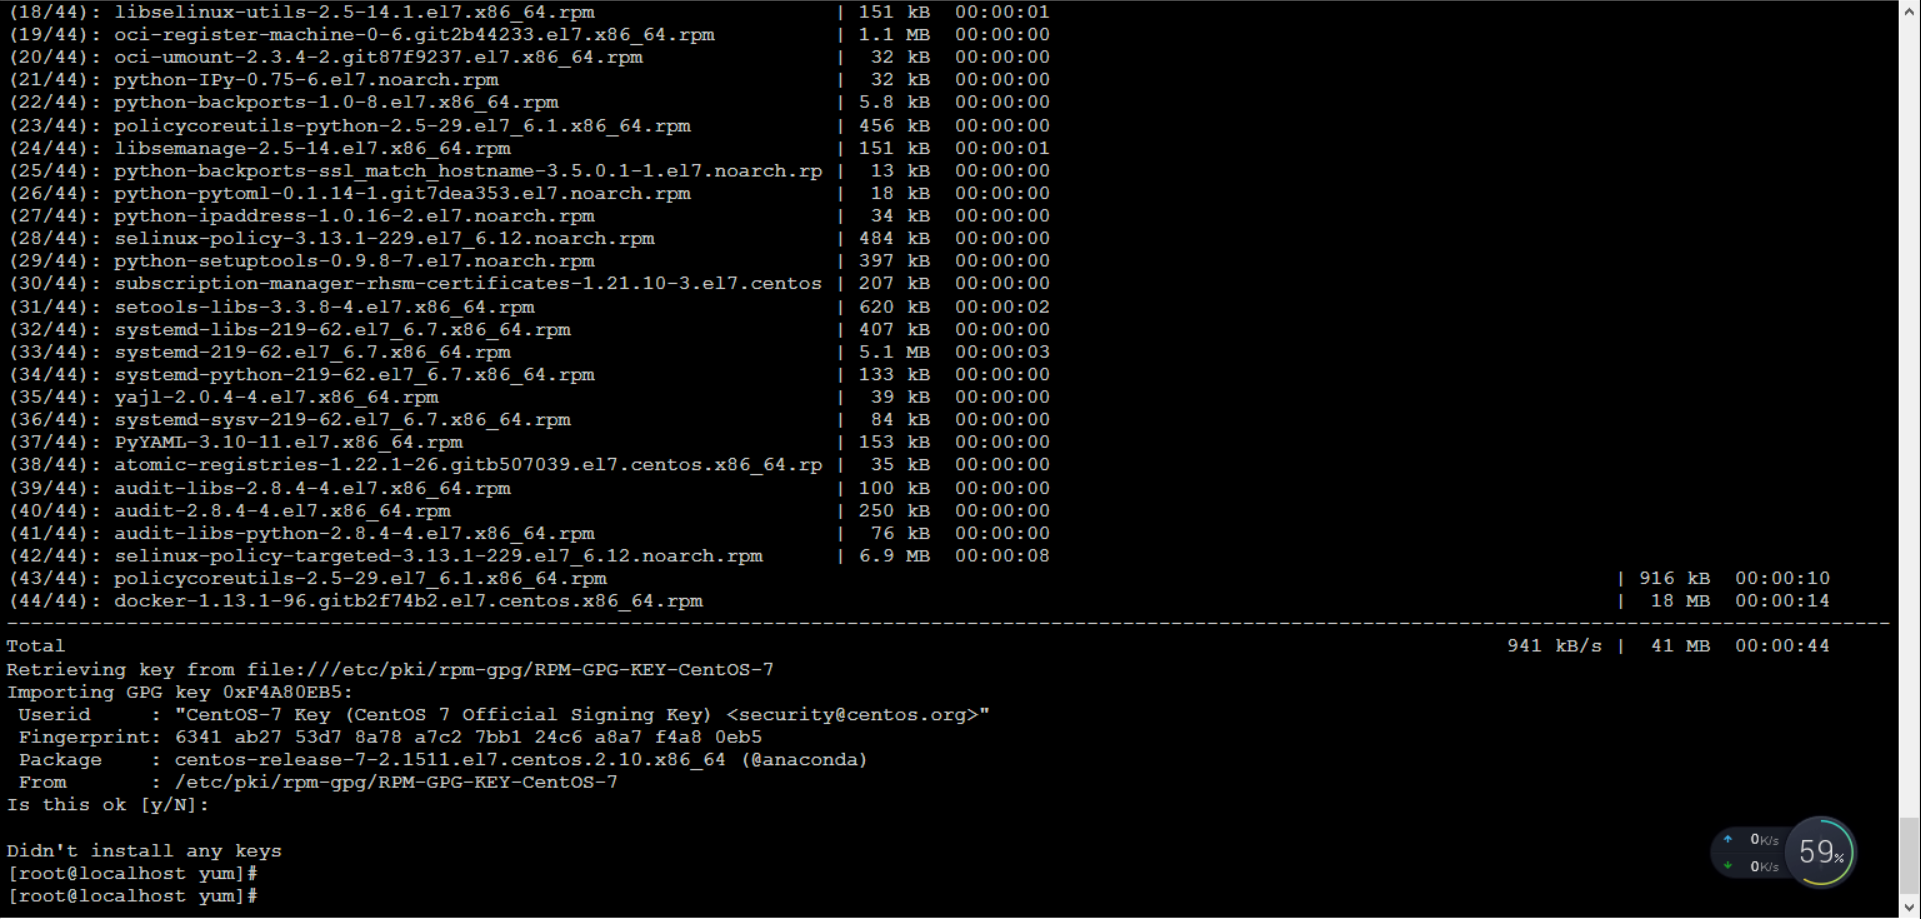 (18/44): libselinux-utils-2.5-14.1.el7.x86_64.rpm | 151 kB 00:00:01
(19/44): oci-register-machine-0-6.git2b44233.el7.x86_64.rpm | 1.1 MB 00:00:00
(20/44): oci-umount-2.3.4-2.git87f9237.el7.x86_64.rpm | 32 kB 00:00:00
(21/44): python-IPy-0.75-6.el7.noarch.rpm | 32 kB 00:00:00
(22/44): python-backports-1.0-8.el7.x86_64.rpm | 5.8 kB 00:00:00
(23/44): policycoreutils-python-2.5-29.el7_6.1.x86_64.rpm | 456 kB 00:00:00
(24/44): libsemanage-2.5-14.el7.x86_64.rpm | 151 kB 00:00:01
(25/44): python-backports-ssl_match_hostname-3.5.0.1-1.el7.noarch.rp | 13 kB 00:00:00
(26/44): python-pytoml-0.1.14-1.git7dea353.el7.noarch.rpm | 18 kB 00:00:00
(27/44): python-ipaddress-1.0.16-2.el7.noarch.rpm | 34 kB 00:00:00
(28/44): selinux-policy-3.13.1-229.el7_6.12.noarch.rpm | 484 kB 00:00:00
(29/44): python-setuptools-0.9.8-7.el7.noarch.rpm | 397 kB 00:00:00
(30/44): subscription-manager-rhsm-certificates-1.21.10-3.el7.centos | 207 kB 00:00:00
(31/44): setools-libs-3.3.8-4.el7.x86_64.rpm | 620 kB 00:00:02
(32/44): systemd-libs-219-62.el7_6.7.x86_64.rpm | 407 kB 00:00:00
(33/44): systemd-219-62.el7_6.7.x86_64.rpm | 5.1 MB 00:00:03
(34/44): systemd-python-219-62.el7_6.7.x86_64.rpm | 133 kB 00:00:00
(35/44): yajl-2.0.4-4.el7.x86_64.rpm | 39 kB 00:00:00
(36/44): systemd-sysv-219-62.el7_6.7.x86_64.rpm | 84 kB 00:00:00
(37/44): PyYAML-3.10-11.el7.x86_64.rpm | 153 kB 00:00:00
(38/44): atomic-registries-1.22.1-26.gitb507039.el7.centos.x86_64.rp | 35 kB 00:00:00
(39/44): audit-libs-2.8.4-4.el7.x86_64.rpm | 100 kB 00:00:00
(40/44): audit-2.8.4-4.el7.x86_64.rpm | 250 kB 00:00:00
(41/44): audit-libs-python-2.8.4-4.el7.x86_64.rpm | 76 kB 00:00:00
(42/44): selinux-policy-targeted-3.13.1-229.el7_6.12.noarch.rpm | 6.9 MB 00:00:08
(43/44): policycoreutils-2.5-29.el7_6.1.x86_64.rpm | 916 kB 00:00:10
(44/44): docker-1.13.1-96.gitb2f74b2.el7.centos.x86_64.rpm | 18 MB 00:00:14
Total 941 kB/s | 41 MB 00:00:44
Retrieving key from file:///etc/pki/rpm-gpg/RPM-GPG-KEY-CentOS-7
Importing GPG key 0xF4A80EB5:
Userid : "CentOS-7 Key (CentOS 7 Official Signing Key) <security@centos.org>"
Fingerprint: 6341 ab27 53d7 8a78 a7c2 7bb1 24c6 a8a7 f4a8 0eb5
Package : centos-release-7-2.1511.el7.centos.2.10.x86_64 (@anaconda)
From : /etc/pki/rpm-gpg/RPM-GPG-KEY-CentOS-7
Is this ok [y/N]:
Didn't install any keys
[root@localhost yum]#
[root@localhost yum]#
0K/s
0K/s
59%